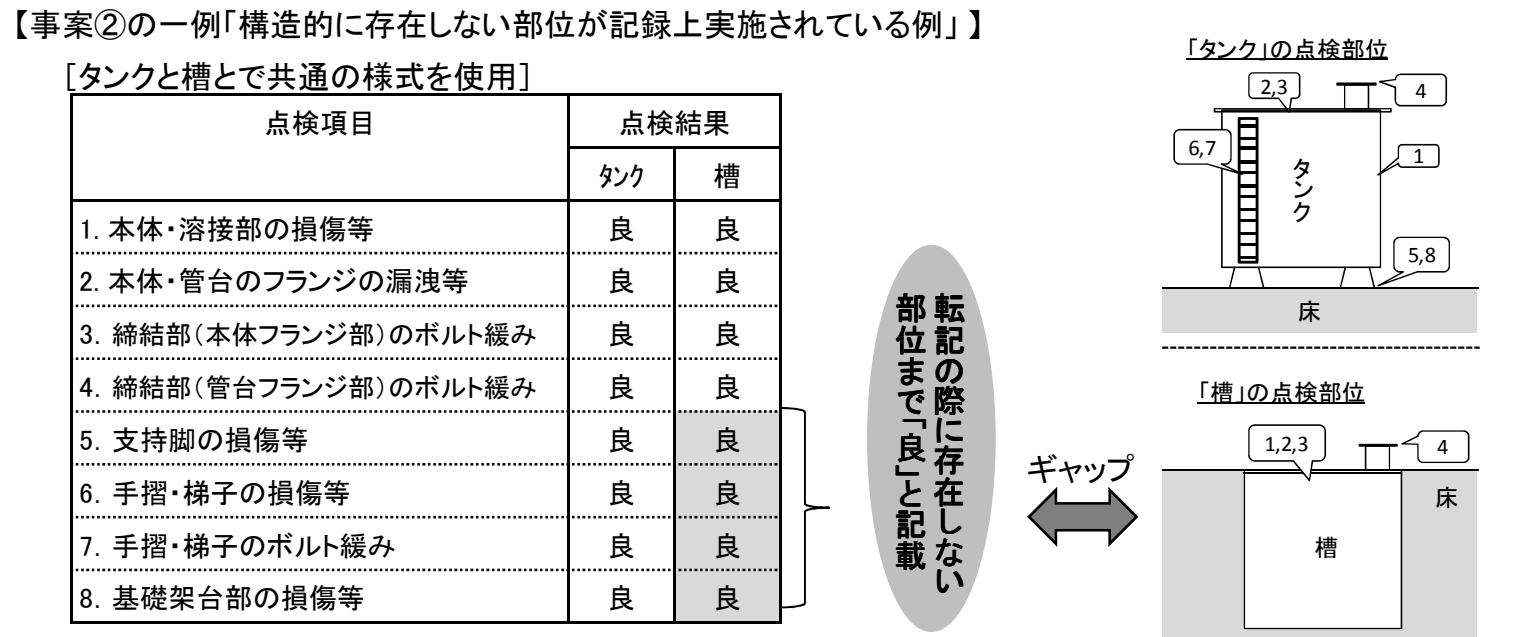 【事案②の一例「構造的に存在しない部位が記録上実施されている例」】
[タンクと槽とで共通の様式を使用]
点検項目 点検結果
タンク 槽
1. 本体・溶接部の損傷等 良 良
2. 本体・管台のフランジの漏洩等 良 良
3. 締結部(本体フランジ部)のボルト緩み 良 良
4. 締結部(管台フランジ部)のボルト緩み 良 良
5. 支持脚の損傷等 良 良
6. 手摺・梯子の損傷等 良 良
7. 手摺・梯子のボルト緩み 良 良
8. 基礎架台部の損傷等 良 良
転記の際に存在しない
部位まで「良」と記載
ギャップ
「タンク」の点検部位
2,3
4
6,7
1
タンク
5,8
床
「槽」の点検部位
1,2,3
4
床
槽